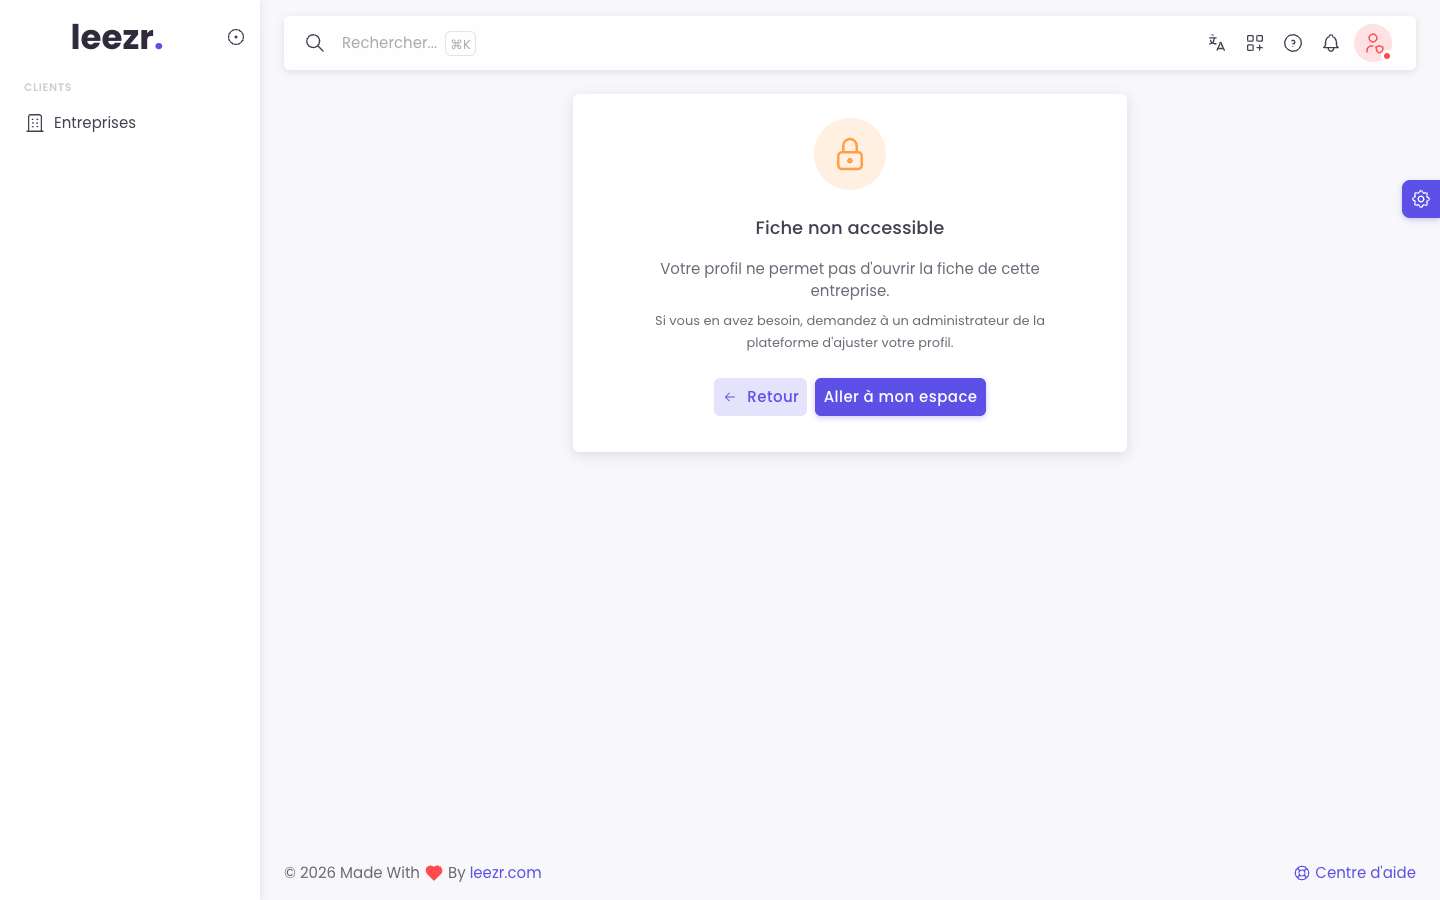 leezr.
CLIENTS
Entreprises
Rechercher... ⌘K
Fiche non accessible
Votre profil ne permet pas d'ouvrir la fiche de cette
entreprise.
Si vous en avez besoin, demandez à un administrateur de la
plateforme d'ajuster votre profil.
Retour
Aller à mon espace
© 2026 Made With By leezr.com
Centre d'aide